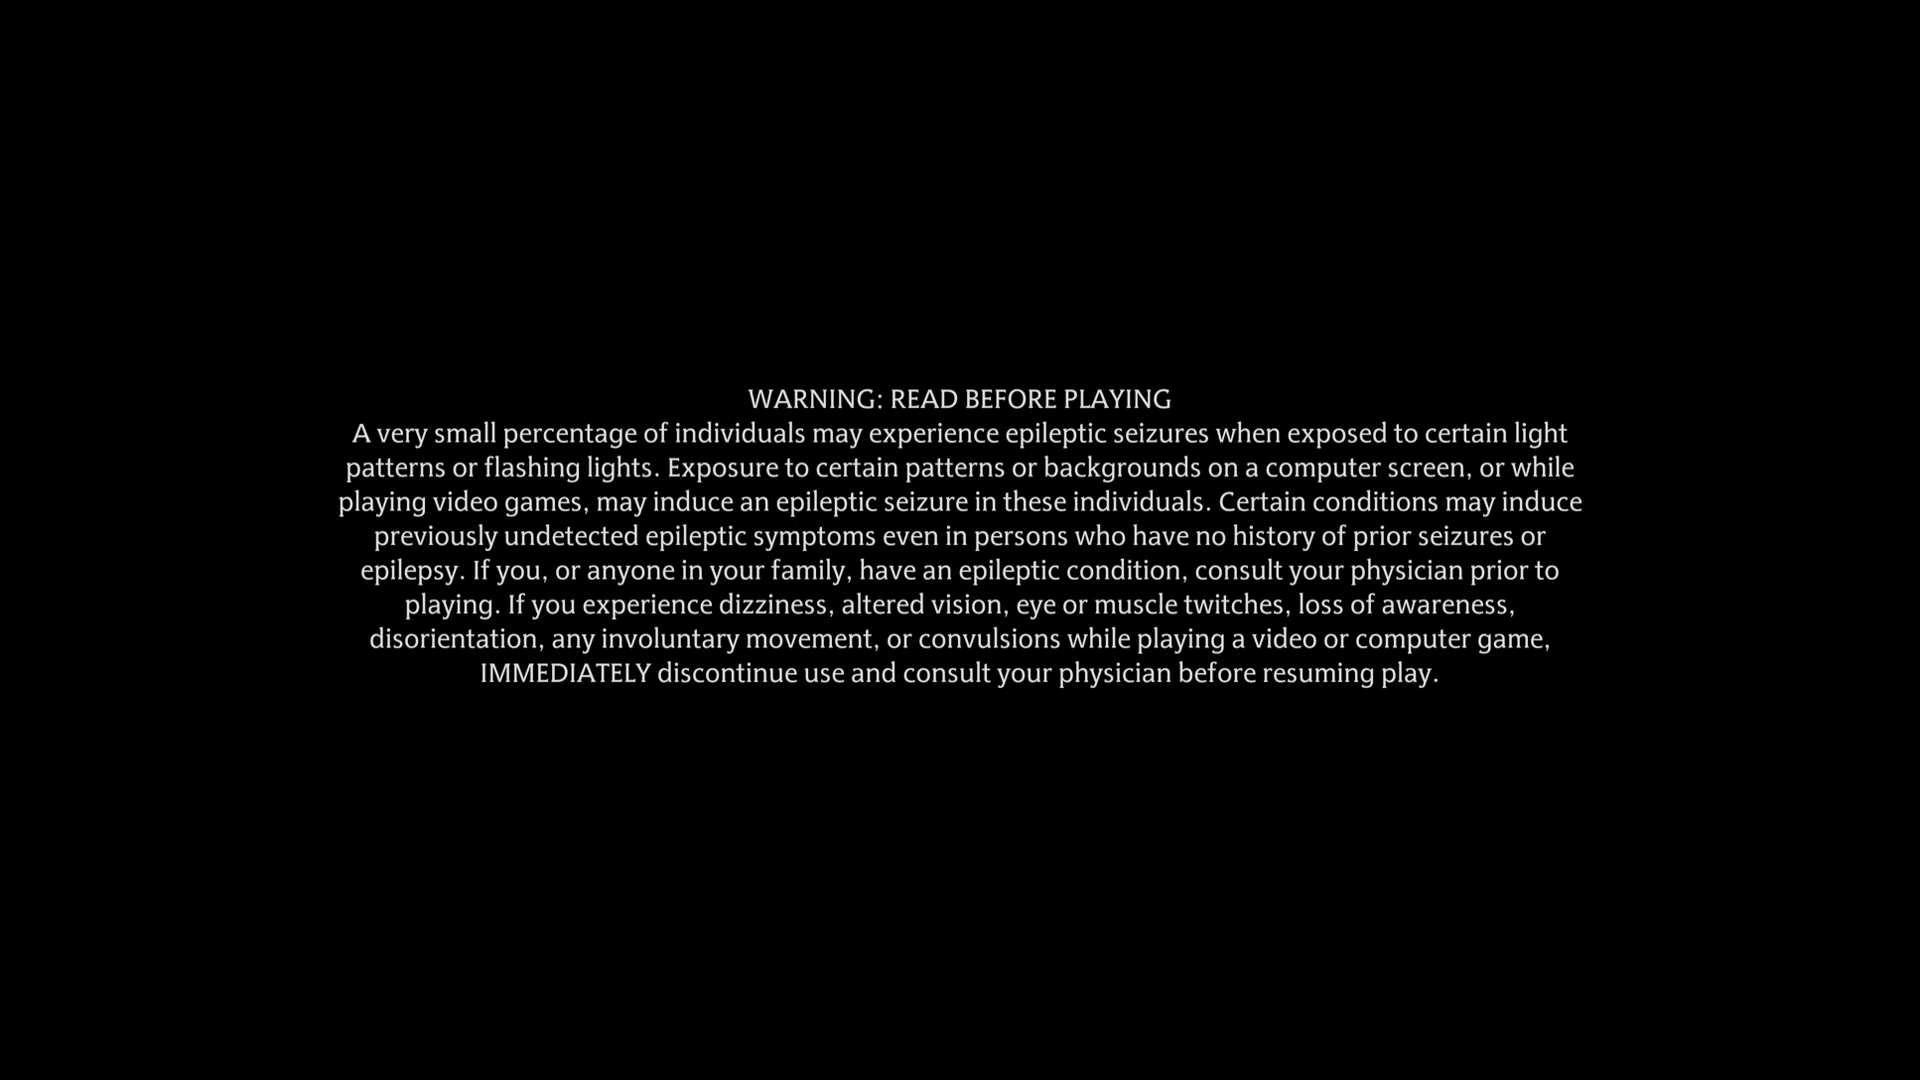 WARNING: READ BEFORE PLAYING
A very small percentage of individuals may experience epileptic seizures when exposed to certain light
patterns or flashing lights. Exposure to certain patterns or backgrounds on a computer screen, or while
playing video games, may induce an epileptic seizure in these individuals. Certain conditions may induce
previously undetected epileptic symptoms even in persons who have no history of prior seizures or
epilepsy. If you, or anyone in your family, have an epileptic condition, consult your physician prior to
playing. If you experience dizziness, altered vision, eye or muscle twitches, loss of awareness,
disorientation, any involuntary movement, or convulsions while playing a video or computer game,
IMMEDIATELY discontinue use and consult your physician before resuming play.